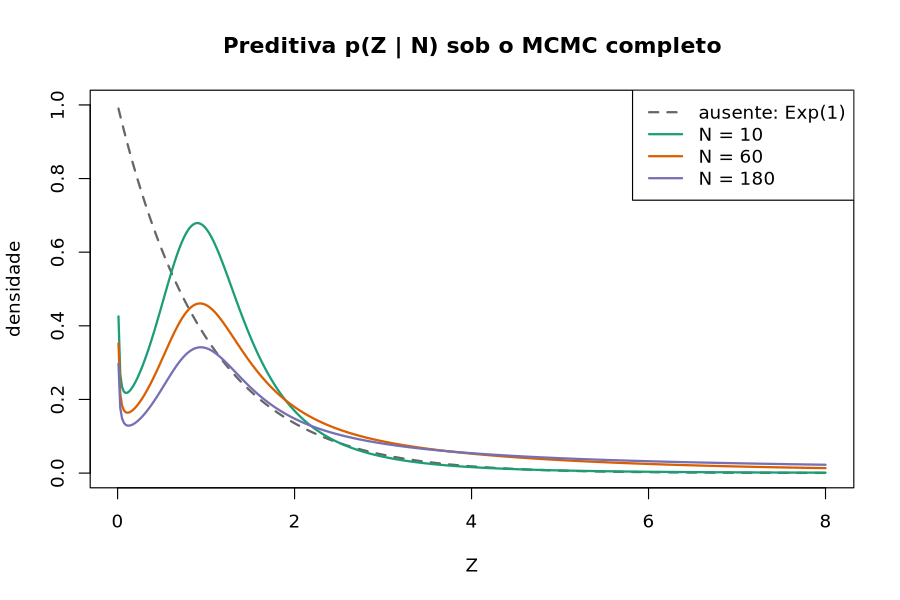 Preditiva p(Z | N) sob o MCMC completo
densidade
1.0
0.8
0.6
0.4
0.2
0.0
ausente: Exp(1)
N = 10
N = 60
N = 180
0 2 4 6 8
Z